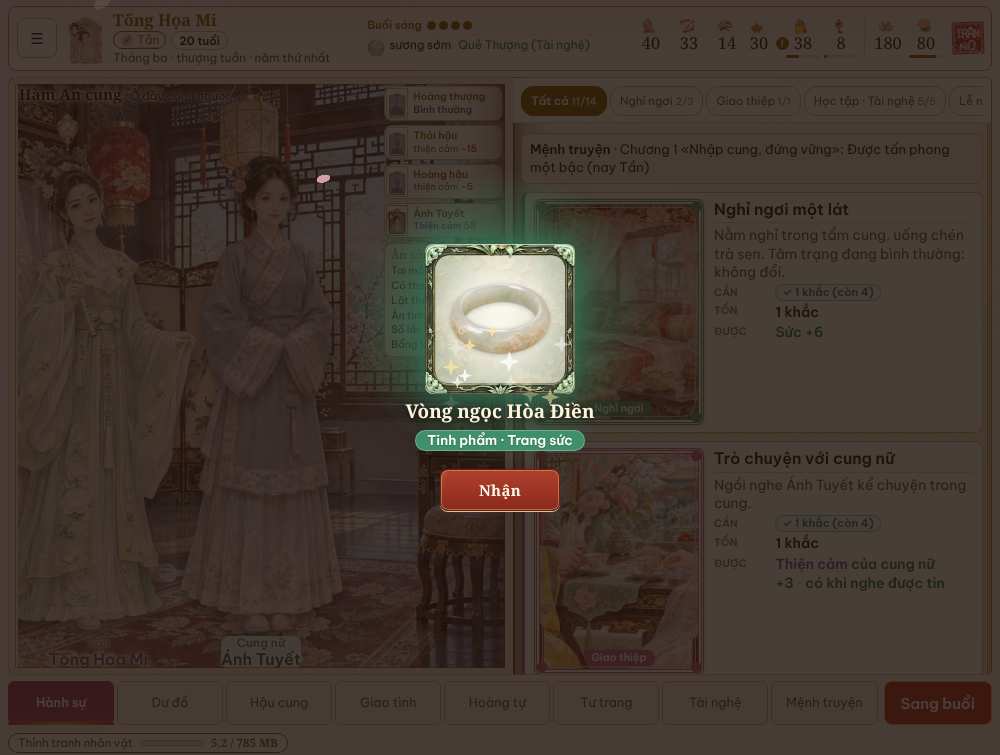 Tống Họa Mi
Tần
20 tuổi
Tháng ba · thượng tuần · năm thứ nhất
Buổi sáng
sương sớm
Quế Thượng (Tài nghệ)
40
33
14
30
38
8
180
80
Hàm An cung
Hoàng thượng
Bình thường
Thái hậu
thiện cảm -15
Hoàng hậu
thiện cảm -5
Ánh Tuyết
Thiện cảm 58
Tống Họa Mi
Cung nữ
Ánh Tuyết
Tất cả 11/14
Nghỉ ngơi 2/3
Giao thiếp 1/1
Học tập · Tài nghệ 5/5
Lễ n
Mệnh truyện · Chương 1 «Nhập cung, đứng vững»: Được tấn phong
một bậc (nay Tần)
Nghỉ ngơi một lát
Nằm nghỉ trong tẩm cung, uống chén
trà sen. Tâm trạng đang bình thường:
không đổi.
CẦN
✓ 1 khắc (còn 4)
TỐN
1 khắc
ĐƯỢC
Sức +6
Nghỉ ngơi
Vòng ngọc Hòa Điền
Tinh phẩm · Trang sức
Nhận
Trò chuyện với cung nữ
Ngồi nghe Ánh Tuyết kể chuyện trong
cung.
CẦN
✓ 1 khắc (còn 4)
TỐN
1 khắc
ĐƯỢC
Thiện cảm của cung nữ
+3 · có khi nghe được tin
Giao thiệp
Hành sự
Dư đồ
Hậu cung
Giao tình
Hoàng tự
Tư trang
Tài nghệ
Mệnh truyện
Sang buổi
Thỉnh tranh nhân vật
5,2 / 785 MB